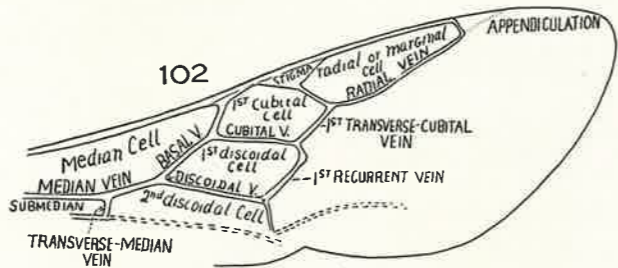 APPENDICULATION
102
STIGMA
radial or marginal
cell
RADIAL VEIN
1ST Cubital
Cell
CUBITAL V.
1ST TRANSVERSE-CUBITAL
VEIN
Median Cell
BASAL V.
1st discoidal
Cell
DISCOIDAL V.
1ST RECURRENT VEIN
MEDIAN VEIN
2nd discoidal Cell
SUBMEDIAN
TRANSVERSE-MEDIAN
VEIN